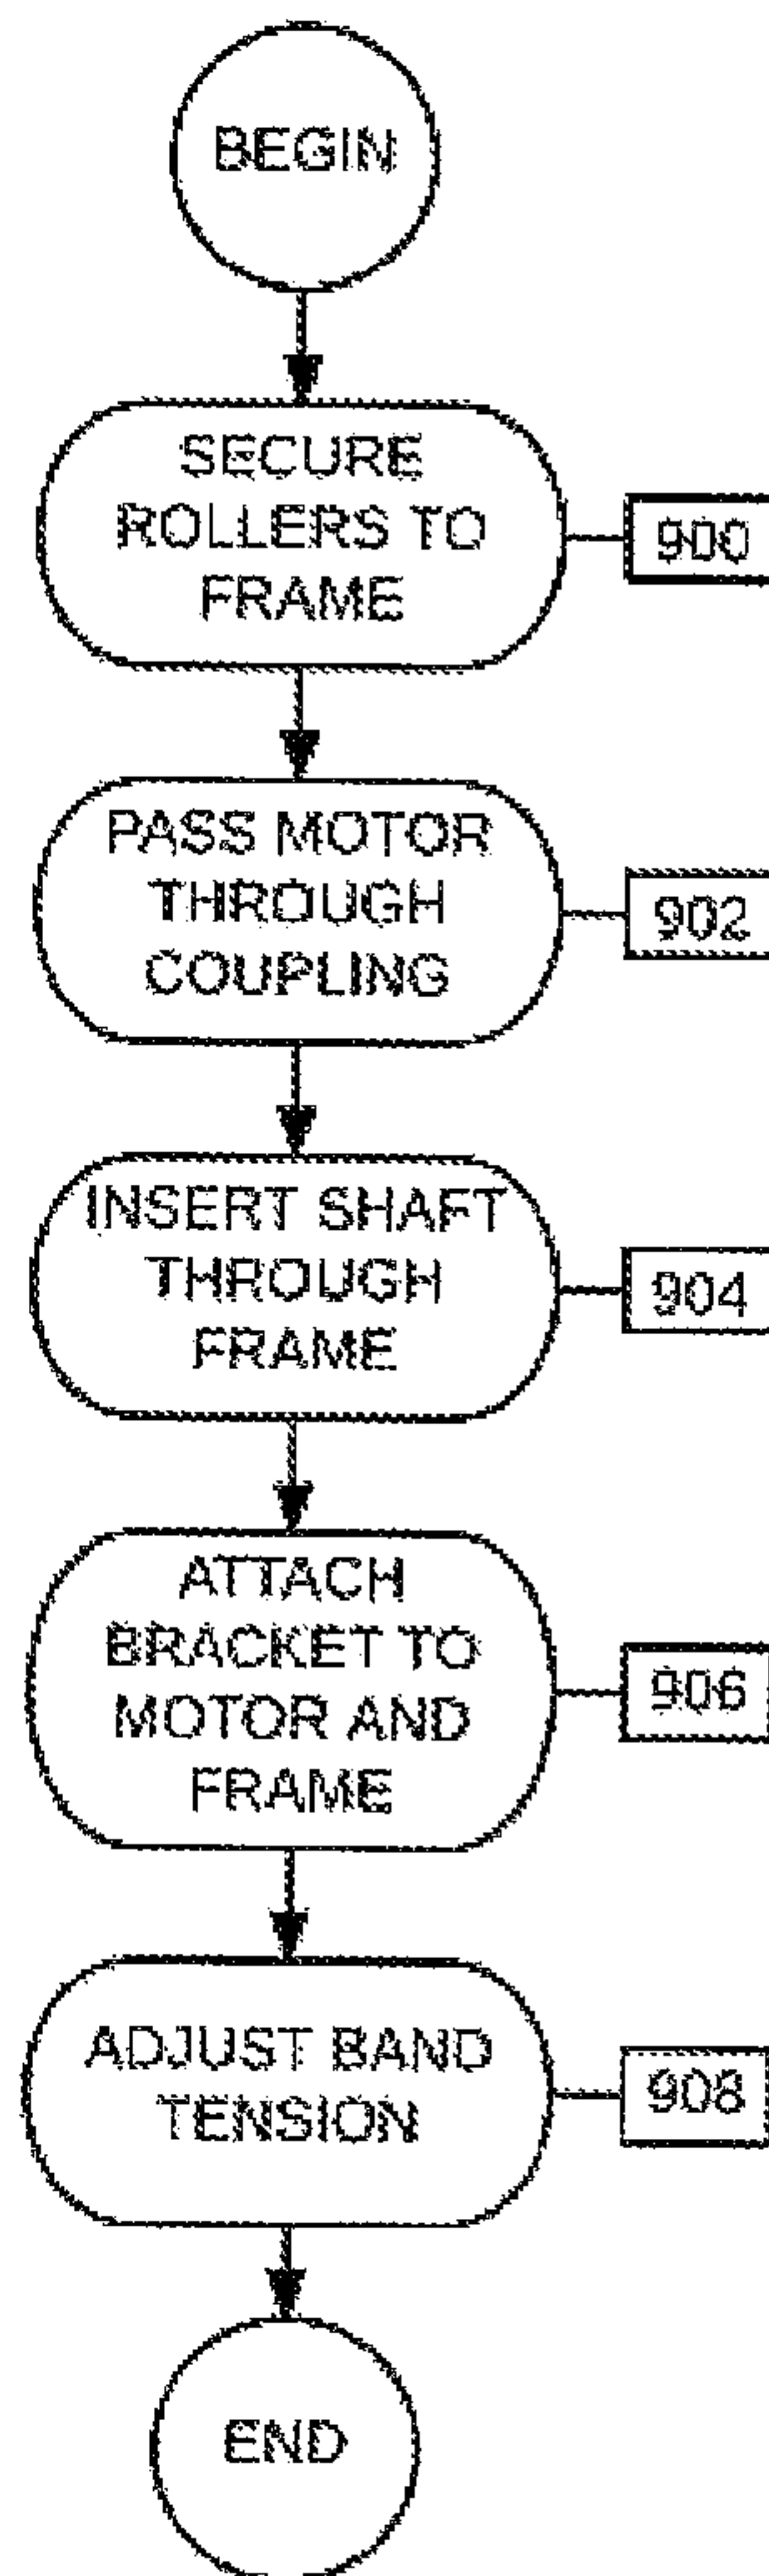 BEGIN
SECURE
ROLLERS TO
FRAME
900
PASS MOTOR
THROUGH
COUPLING
902
INSERT SHAFT
THROUGH
FRAME
904
ATTACH
BRACKET TO
MOTOR AND
FRAME
906
ADJUST BAND
TENSION
908
END